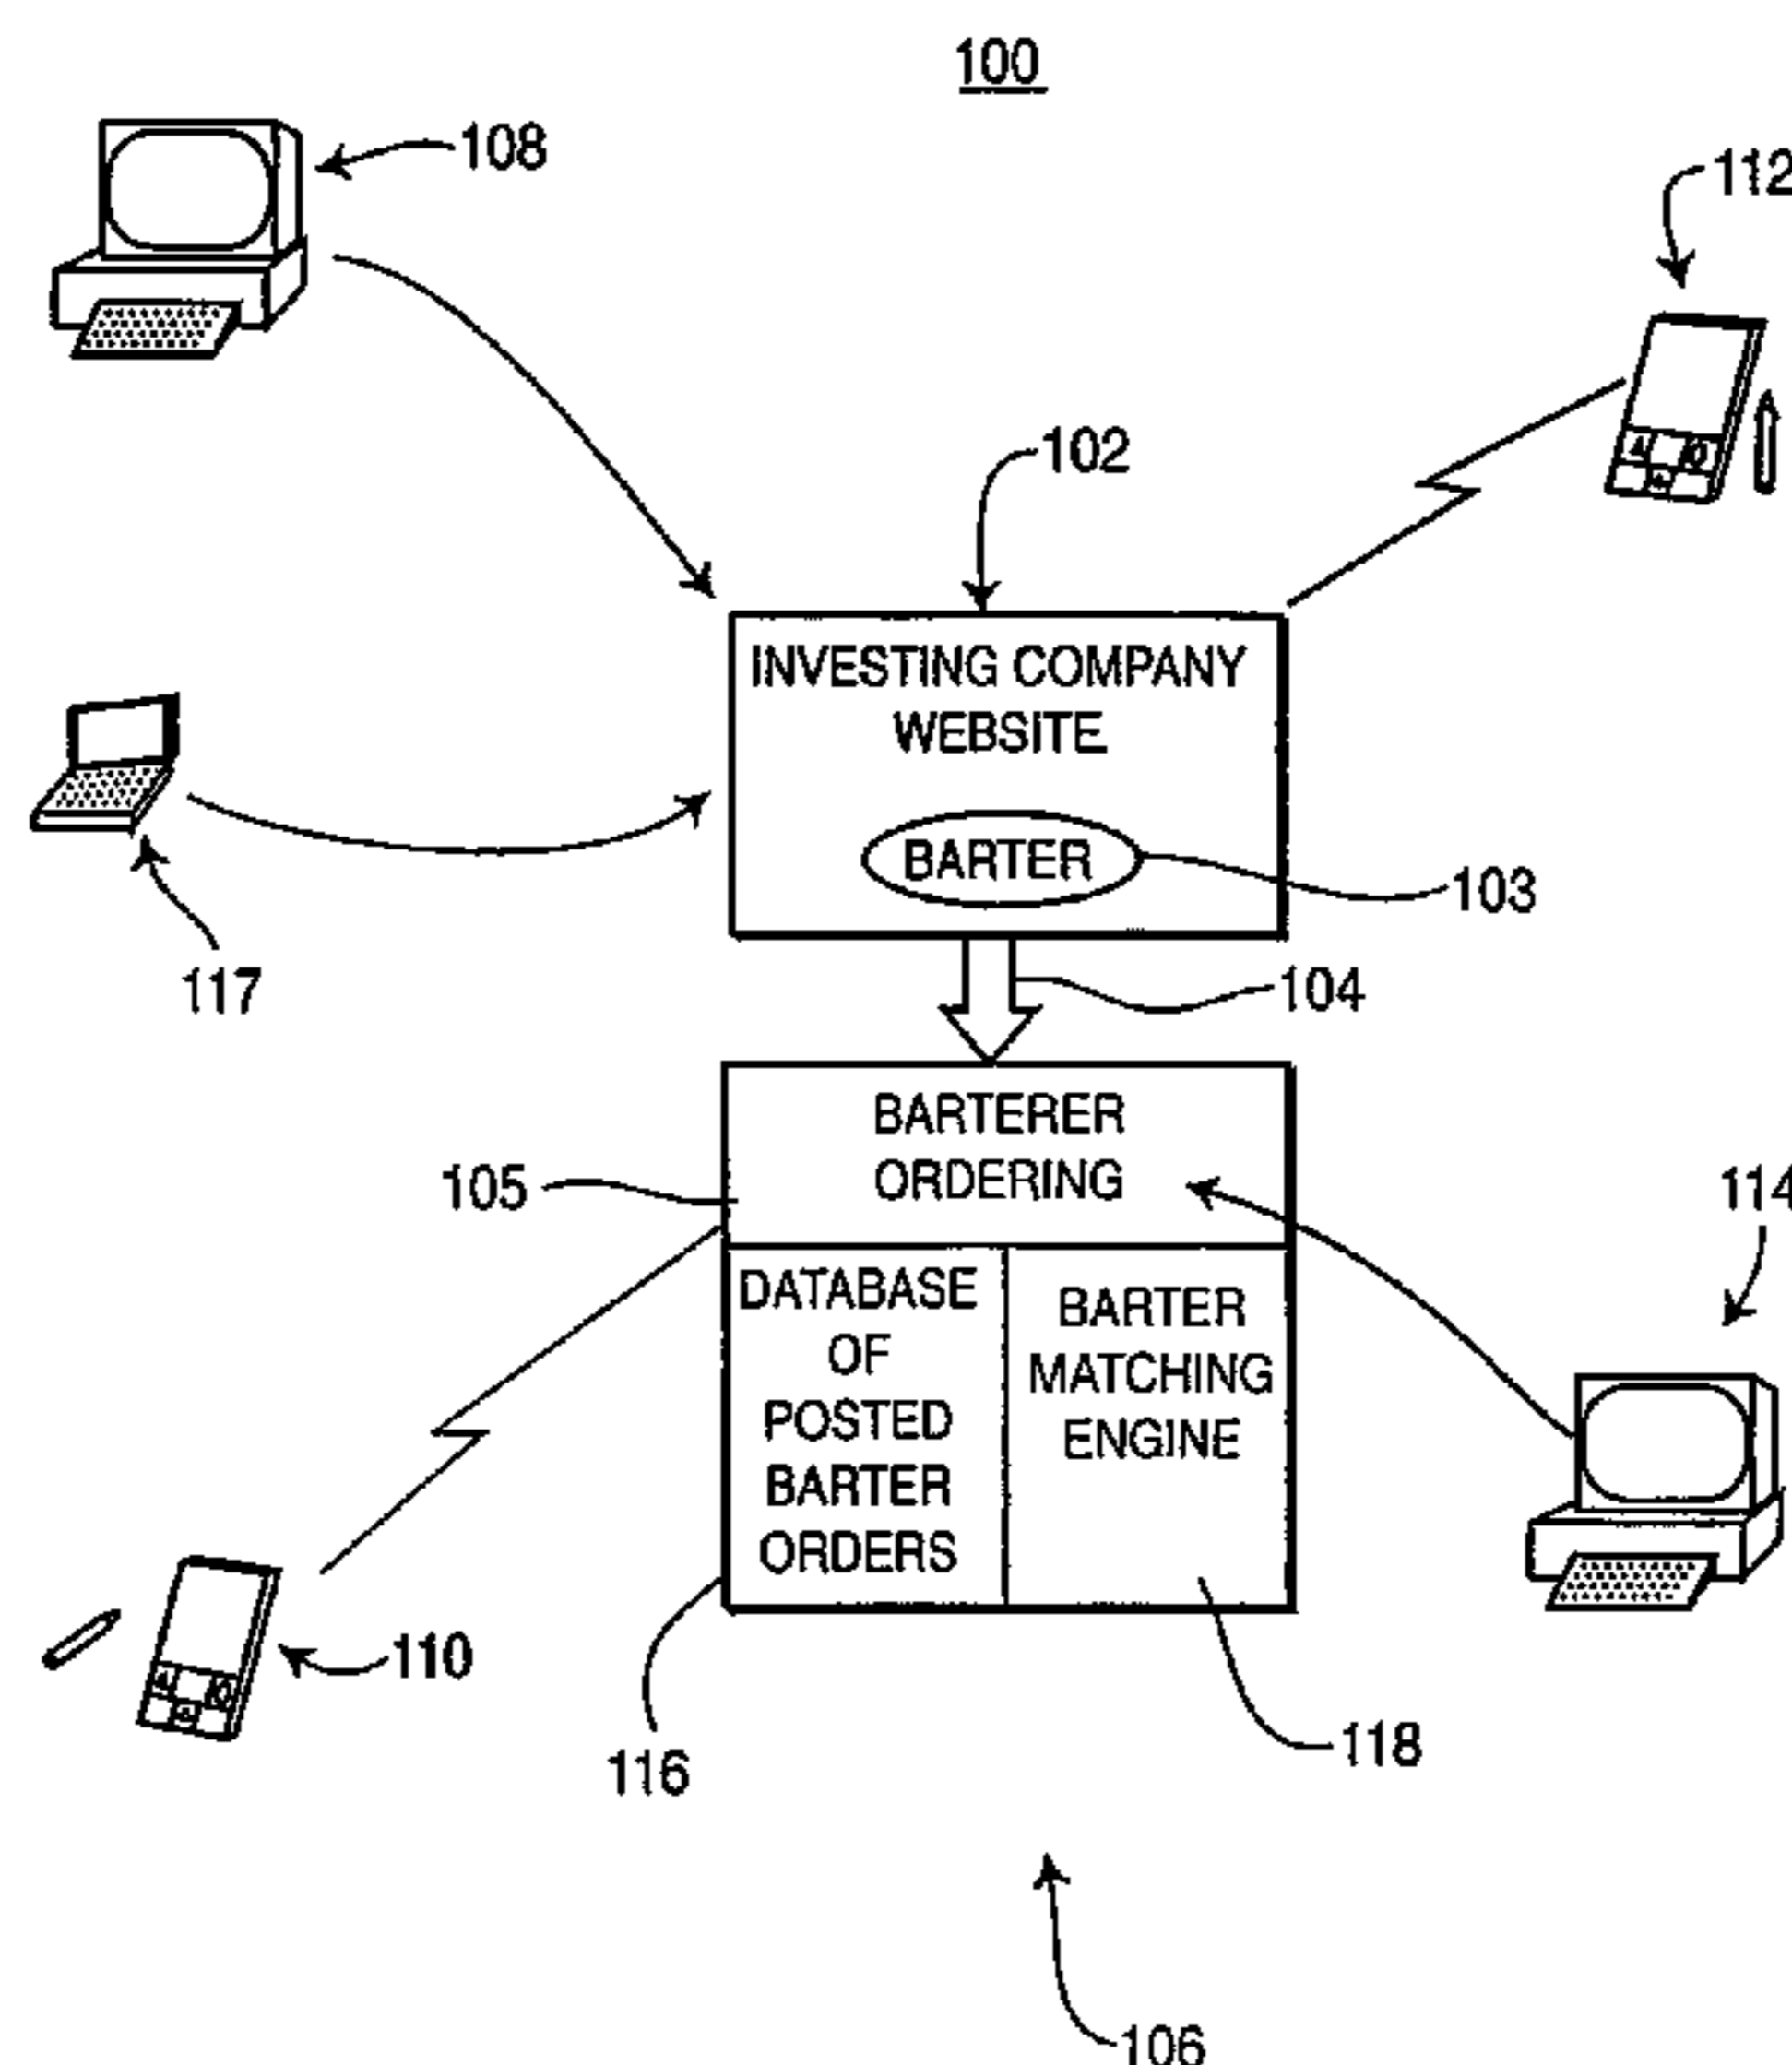 100
108
112
102
INVESTING COMPANY
WEBSITE
BARTER
103
117
104
BARTERER
ORDERING
105
114
DATABASE
OF
POSTED
BARTER
ORDERS
BARTER
MATCHING
ENGINE
110
116
118
106